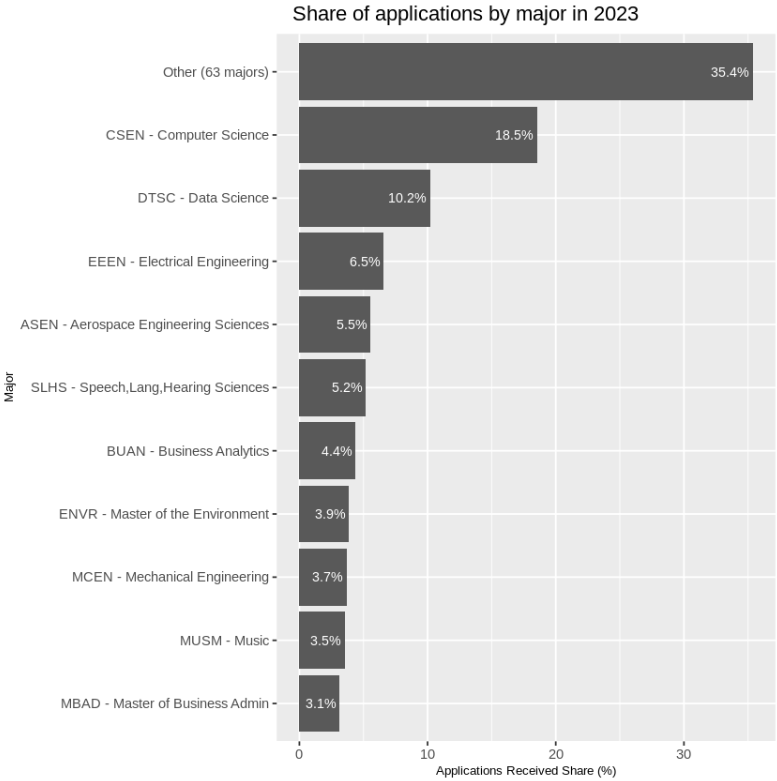 Share of applications by major in 2023
Major
Other (63 majors)
35.4%
CSEN - Computer Science
18.5%
DTSC - Data Science
10.2%
EEEN - Electrical Engineering
6.5%
ASEN - Aerospace Engineering Sciences
5.5%
SLHS - Speech,Lang,Hearing Sciences
5.2%
BUAN - Business Analytics
4.4%
ENVR - Master of the Environment
3.9%
MCEN - Mechanical Engineering
3.7%
MUSM - Music
3.5%
MBAD - Master of Business Admin
3.1%
0 10 20 30
Applications Received Share (%)